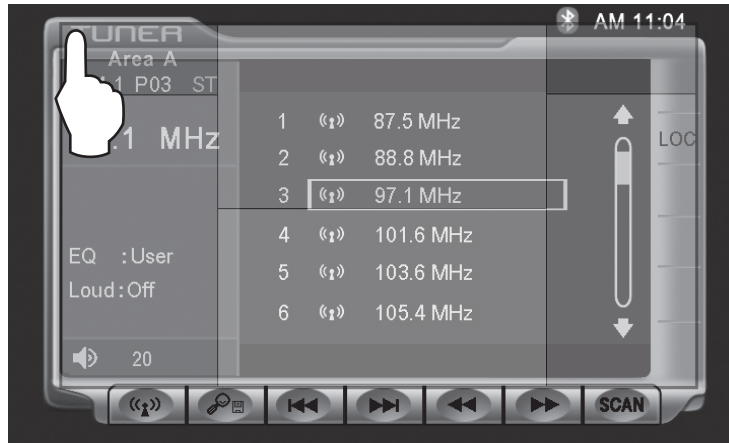 TUNER
AM 11:04
Area A
1 P03 ST
.1 MHz
LOC
1 87.5 MHz
2 88.8 MHz
3 97.1 MHz
4 101.6 MHz
5 103.6 MHz
6 105.4 MHz
EQ :User
Loud:Off
20
SCAN